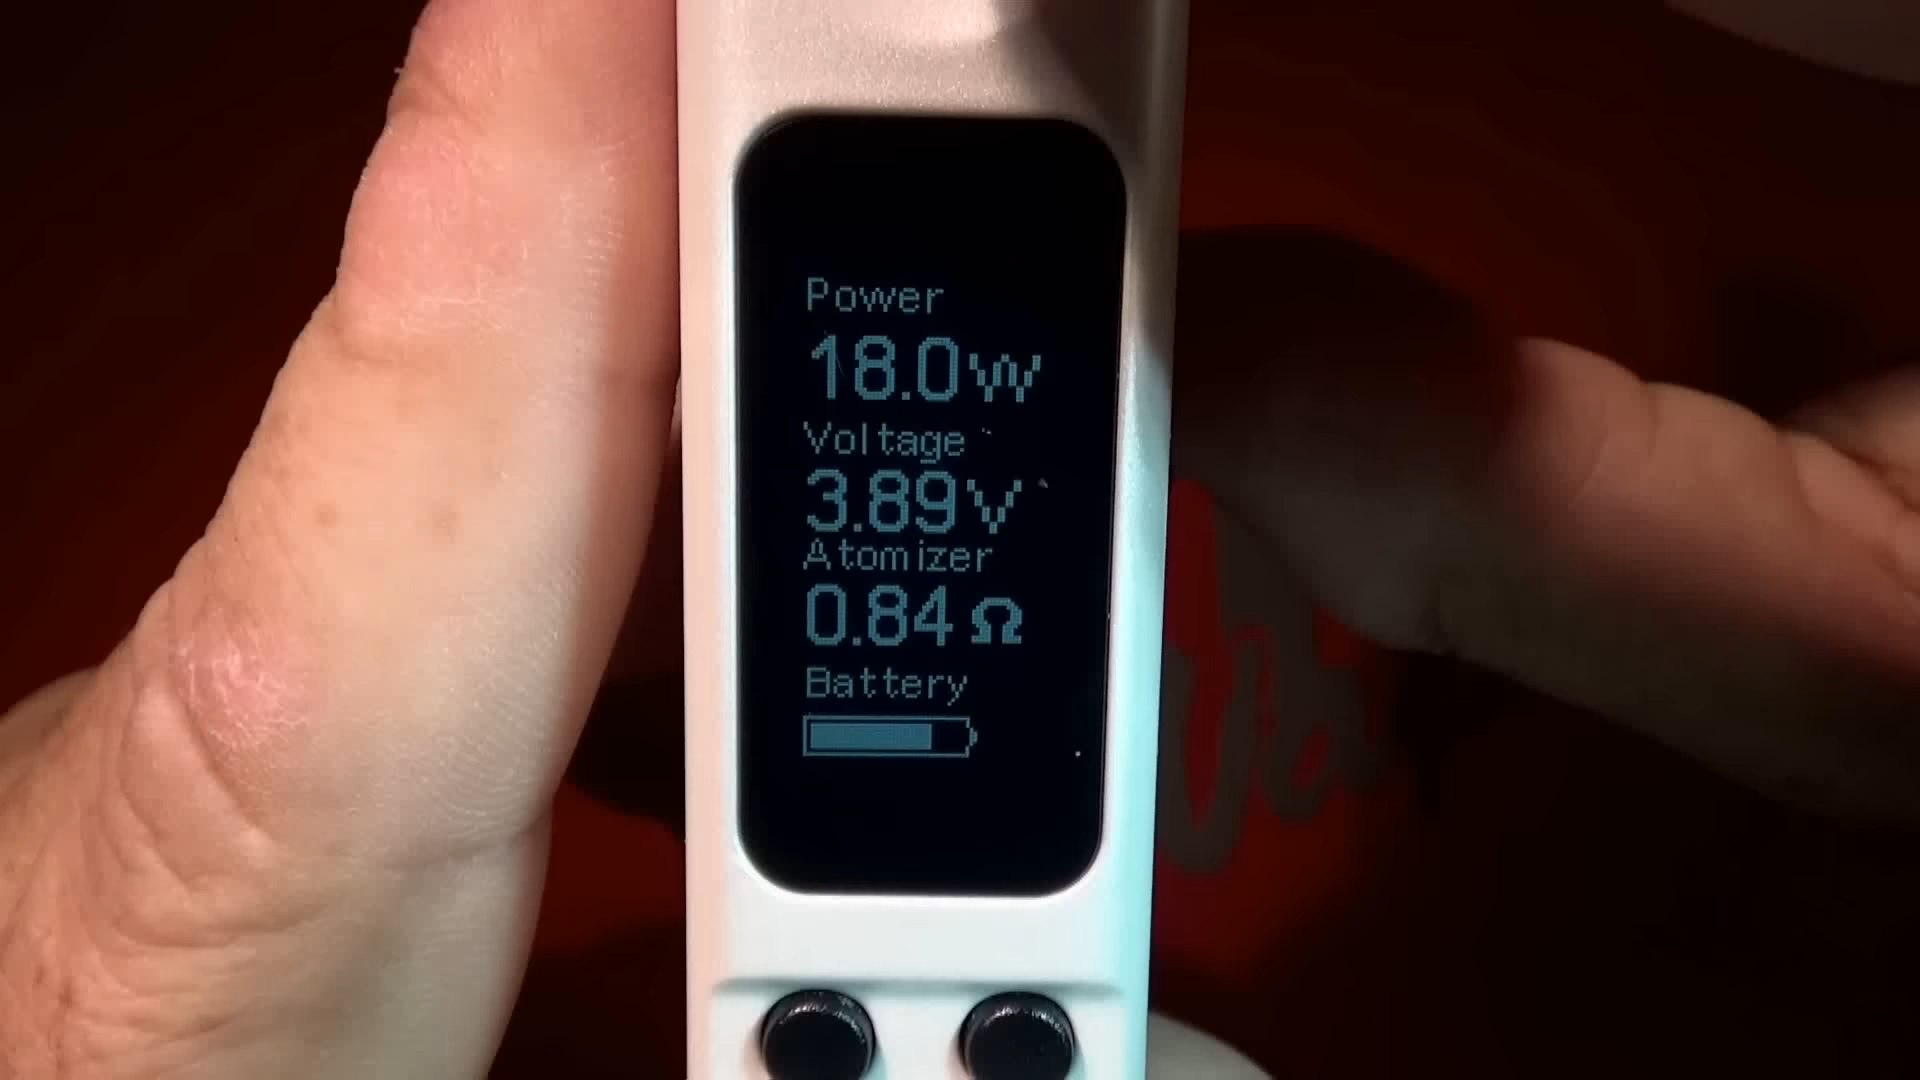 Power
18.0W
Voltage
3.89V
Atomizer
0.84Ω
Battery